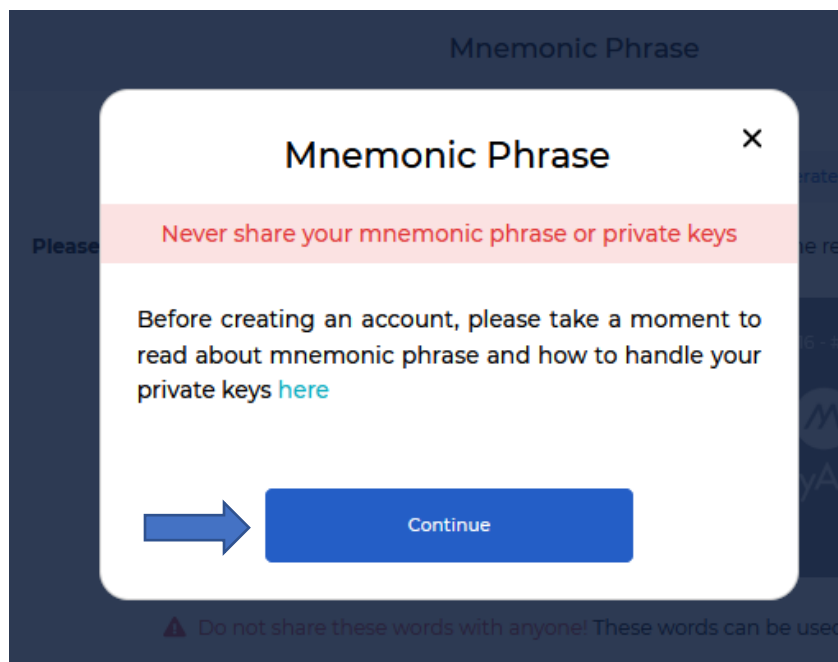 Mnemonic Phrase
Mnemonic Phrase
Never share your mnemonic phrase or private keys
Please
Before creating an account, please take a moment to
read about mnemonic phrase and how to handle your
private keys here
Continue
Do not share these words with anyone! These words can be used